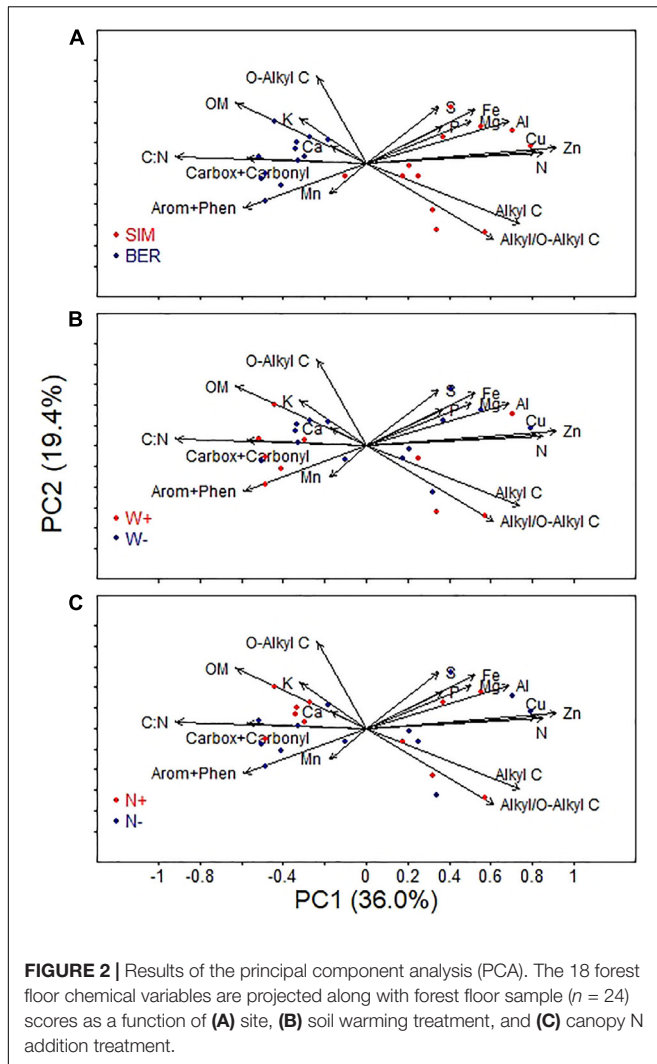 A
O-Alkyl C
OM
K
S
Fe
P
Mg
Al
Ca
Cu
Zn
C:N
N
Carbox+Carbonyl
Mn
Arom+Phen
Alkyl C
Alkyl/O-Alkyl C
SIM
BER
B
O-Alkyl C
OM
K
S
Fe
P
Mg
Al
Ca
Cu
Zn
C:N
N
Carbox+Carbonyl
Mn
Arom+Phen
Alkyl C
Alkyl/O-Alkyl C
W+
W-
PC2 (19.4%)
C
O-Alkyl C
OM
K
S
Fe
P
Mg
Al
Ca
Cu
Zn
C:N
N
Carbox+Carbonyl
Mn
Arom+Phen
Alkyl C
Alkyl/O-Alkyl C
N+
N-
-1 -0.8 -0.4 0 0.2 0.4 0.6 0.8 1
PC1 (36.0%)
FIGURE 2 | Results of the principal component analysis (PCA). The 18 forest
floor chemical variables are projected along with forest floor sample (n = 24)
scores as a function of (A) site, (B) soil warming treatment, and (C) canopy N
addition treatment.